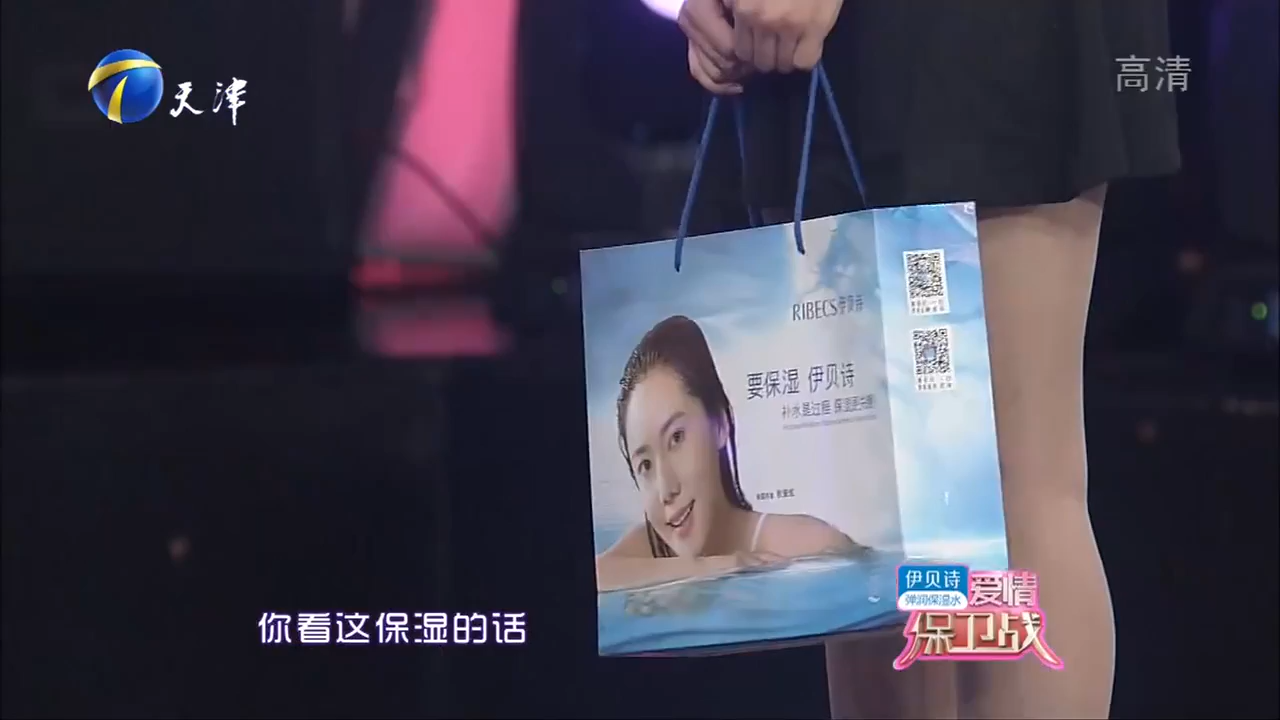 天津
高清
RIBECS伊贝诗
要保湿 伊贝诗
补水是过程 保湿更关键
你看这保湿的话
伊贝诗
弹润保湿水
爱情
保卫战